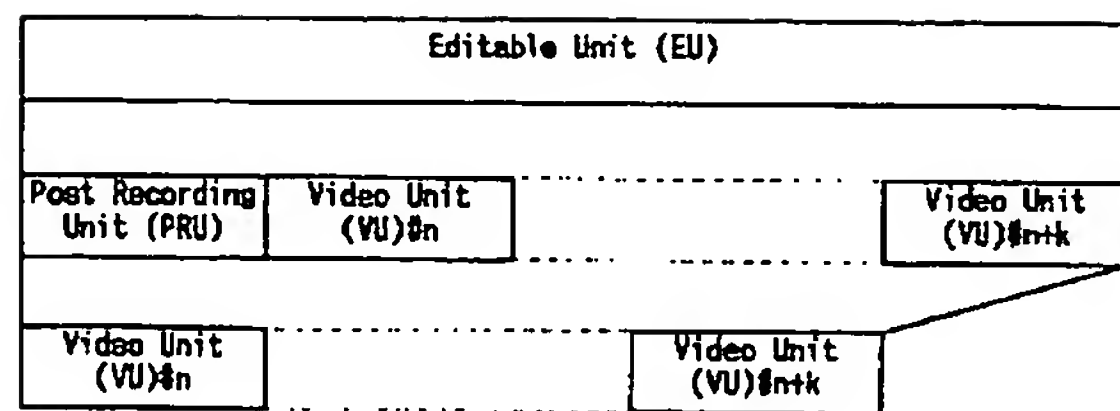 Editable Unit (EU)
Post Recording
Unit (PRU)
Video Unit
(VU)#n
Video Unit
(VU)#n+k
Video Unit
(VU)#n
Video Unit
(VU)#n+k